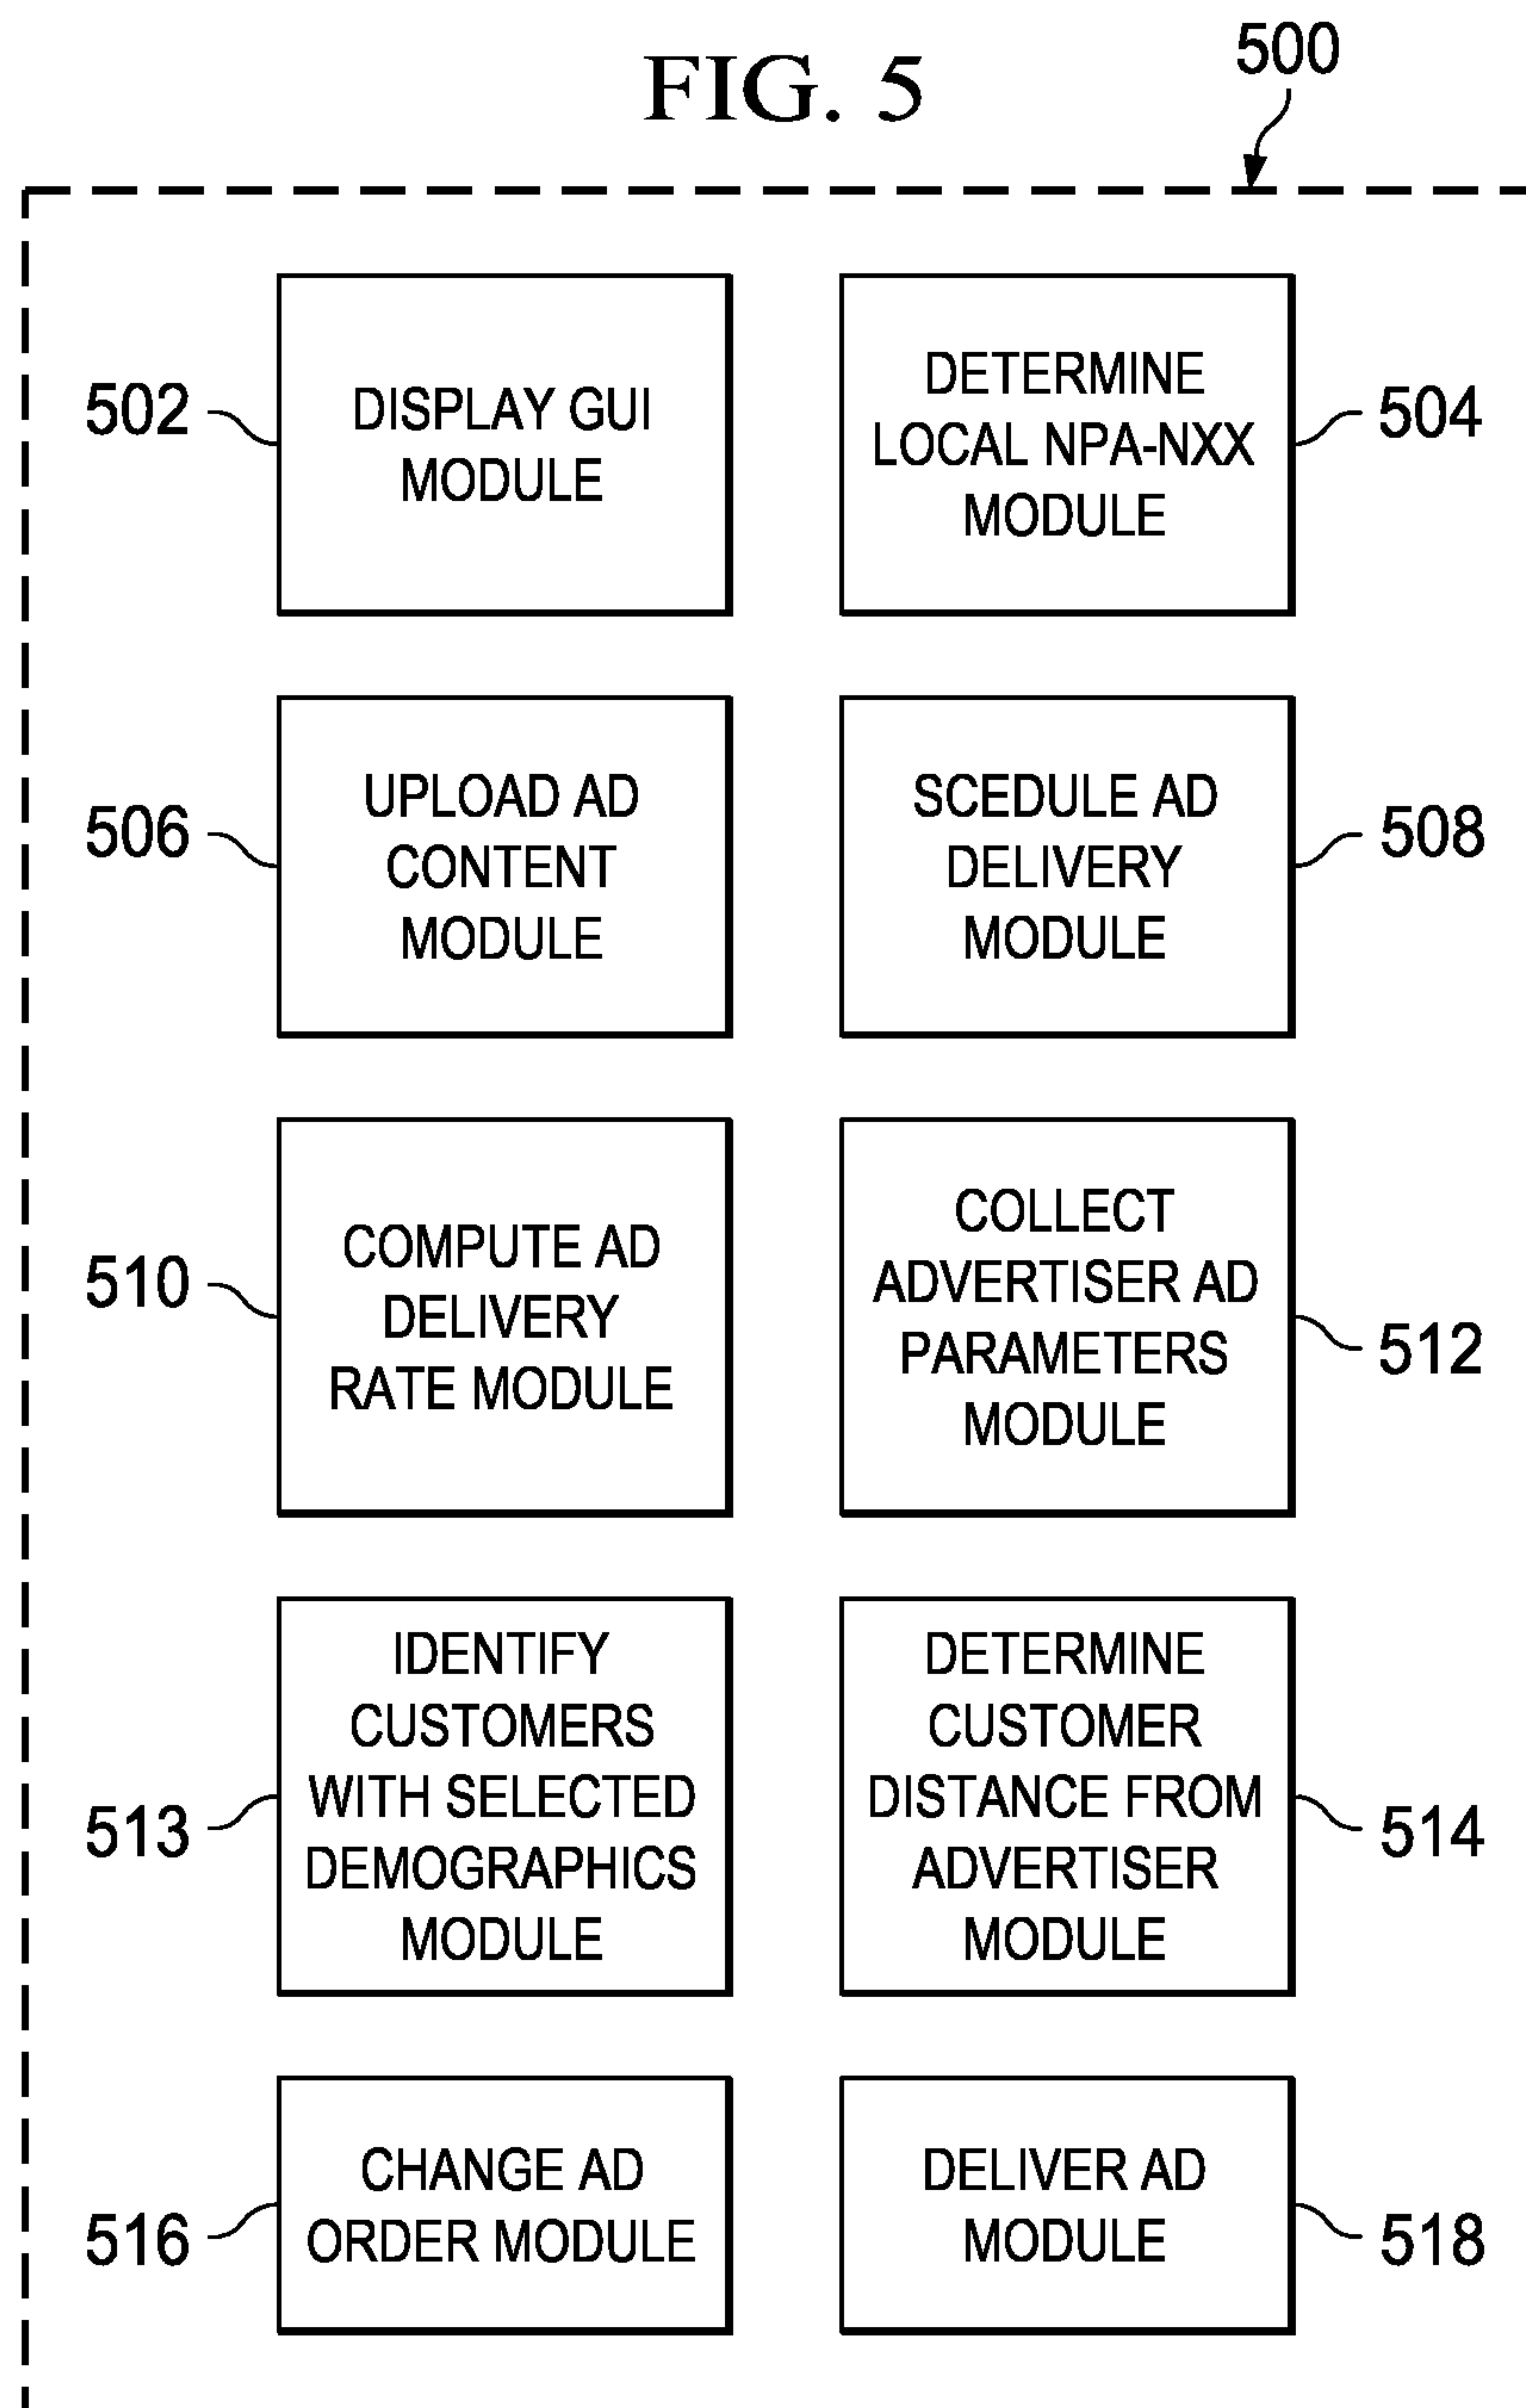 FIG. 5
500
502
DISPLAY GUI
MODULE
DETERMINE
LOCAL NPA-NXX
MODULE
504
506
UPLOAD AD
CONTENT
MODULE
SCEDULE AD
DELIVERY
MODULE
508
510
COMPUTE AD
DELIVERY
RATE MODULE
COLLECT
ADVERTISER AD
PARAMETERS
MODULE
512
513
IDENTIFY
CUSTOMERS
WITH SELECTED
DEMOGRAPHICS
MODULE
DETERMINE
CUSTOMER
DISTANCE FROM
ADVERTISER
MODULE
514
516
CHANGE AD
ORDER MODULE
DELIVER AD
MODULE
518